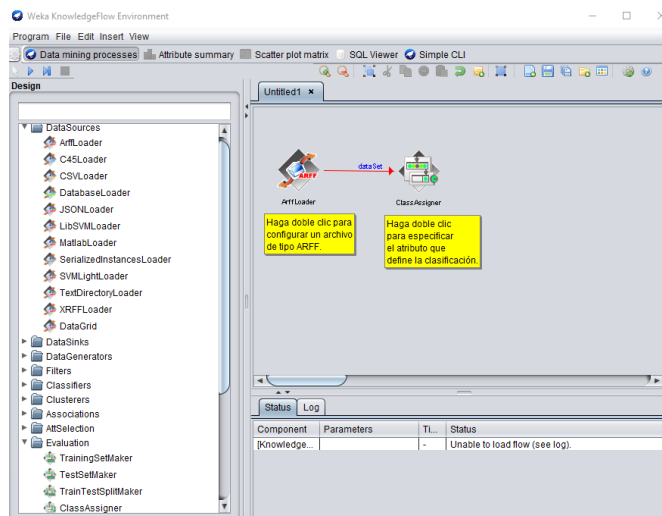 Weka KnowledgeFlow Environment
Program File Edit Insert View
Data mining processes Attribute summary Scatter plot matrix SQL Viewer Simple CLI
Design
Untitled1 ×
DataSources
ArffLoader
C45Loader
CSVLoader
DatabaseLoader
JSONLoader
LibSVMLoader
MatlabLoader
SerializedInstancesLoader
SVMLightLoader
TextDirectoryLoader
XRFFLoader
DataGrid
DataSinks
DataGenerators
Filters
Classifiers
Clusterers
Associations
AttSelection
Evaluation
TrainingSetMaker
TestSetMaker
TrainTestSplitMaker
ClassAssigner
ARFF
dataSet
ArffLoader
ClassAssigner
Haga doble clic para
configurar un archivo
de tipo ARFF.
Haga doble clic
para especificar
el atributo que
define la clasificación.
Status Log
Component Parameters Ti... Status
[Knowledge... - Unable to load flow (see log).